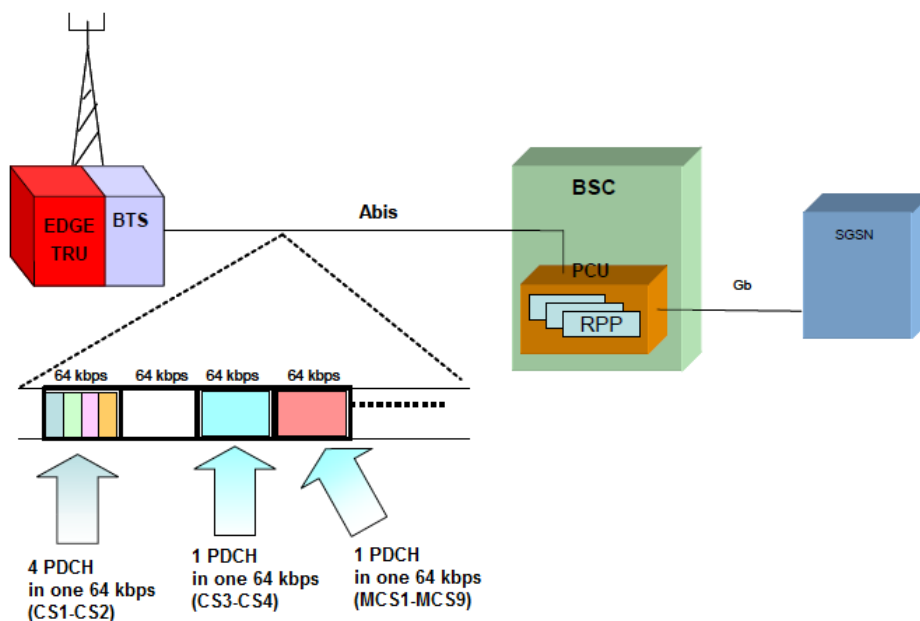 BSC
EDGE
TRU
BTS
Abis
SGSN
PCU
Gb
RPP
64 kbps
64 kbps
64 kbps
64 kbps
4 PDCH
in one 64 kbps
(CS1-CS2)
1 PDCH
in one 64 kbps
(CS3-CS4)
1 PDCH
in one 64 kbps
(MCS1-MCS9)